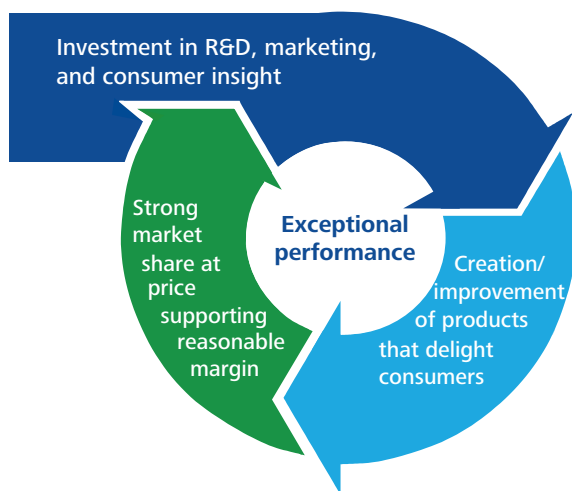 Investment in R&D, marketing,
and consumer insight
Strong
market
share at
price
supporting
reasonable
margin
Exceptional
performance
Creation/
improvement
of products
that delight
consumers